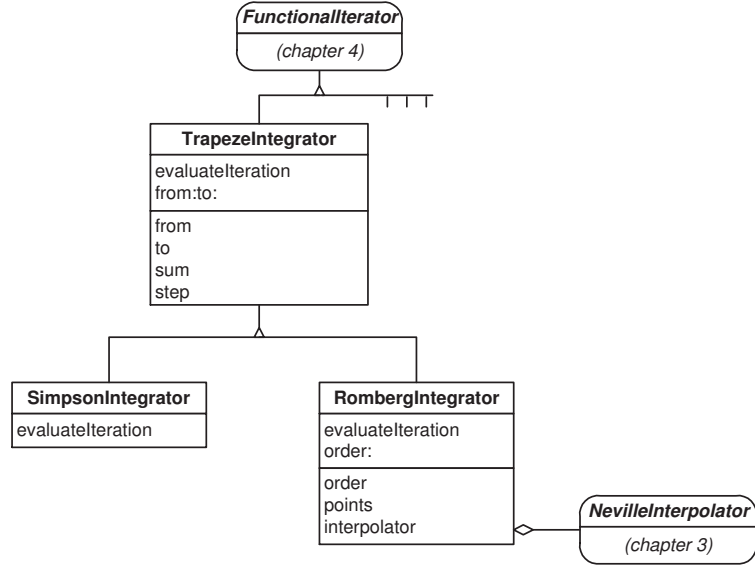 FunctionalIterator
(chapter 4)
TrapezeIntegrator
evaluateIteration
from:to:
from
to
sum
step
SimpsonIntegrator
evaluateIteration
RombergIntegrator
evaluateIteration
order:
order
points
interpolator
NevilleInterpolator
(chapter 3)